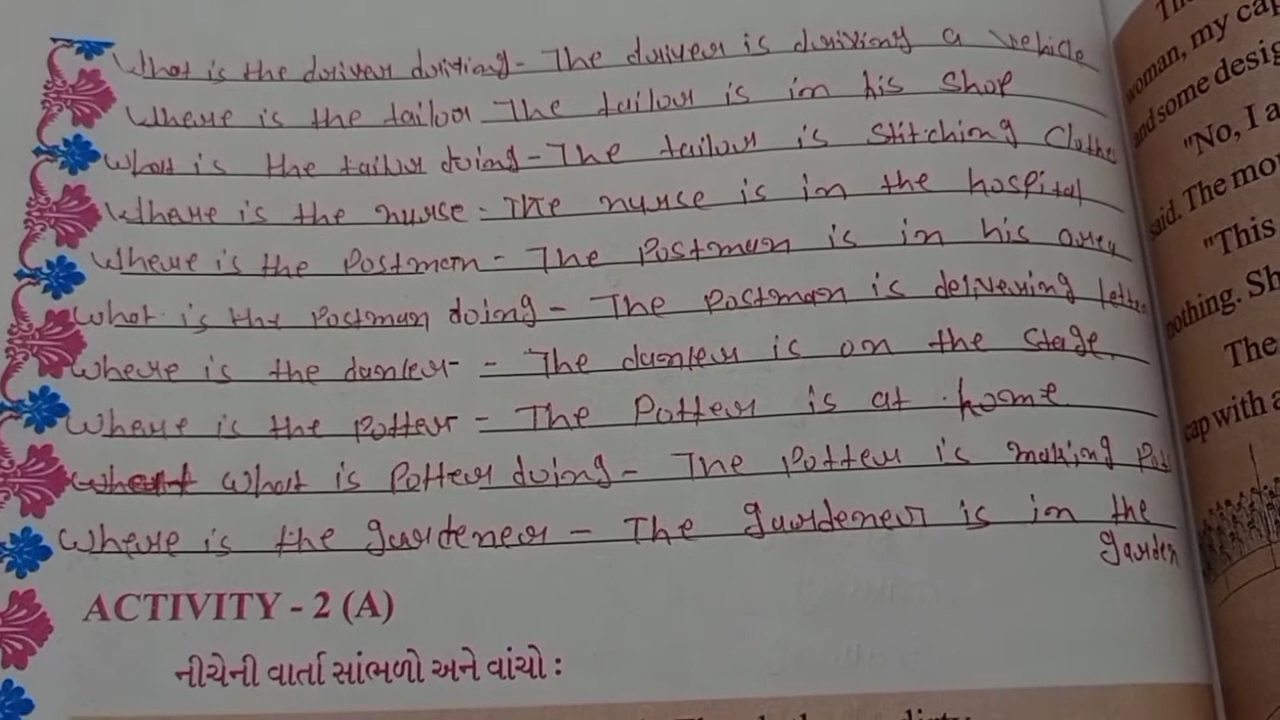 What is the driver driving - The driver is driving a vehicle
Where is the tailor The tailor is in his shop
What is the tailor doing - The tailor is stitching Clothes
Where is the nurse - The nurse is in the hospital
Where is the Postman - The Postman is in his area
What is the Postman doing - The Postman is delivering letter
Where is the dancer - The dancer is on the stage
Where is the potter - The Potter is at home
What is Potter doing - The potter is making Pot
Where is the gardener - The gardener is in the
garden
ACTIVITY - 2 (A)
નીચેની વાર્તા સાંભળો અને વાંચો :
woman, my cap
and some desig
"No, I a
said. The mo
"This
nothing. Sh
The
cap with a